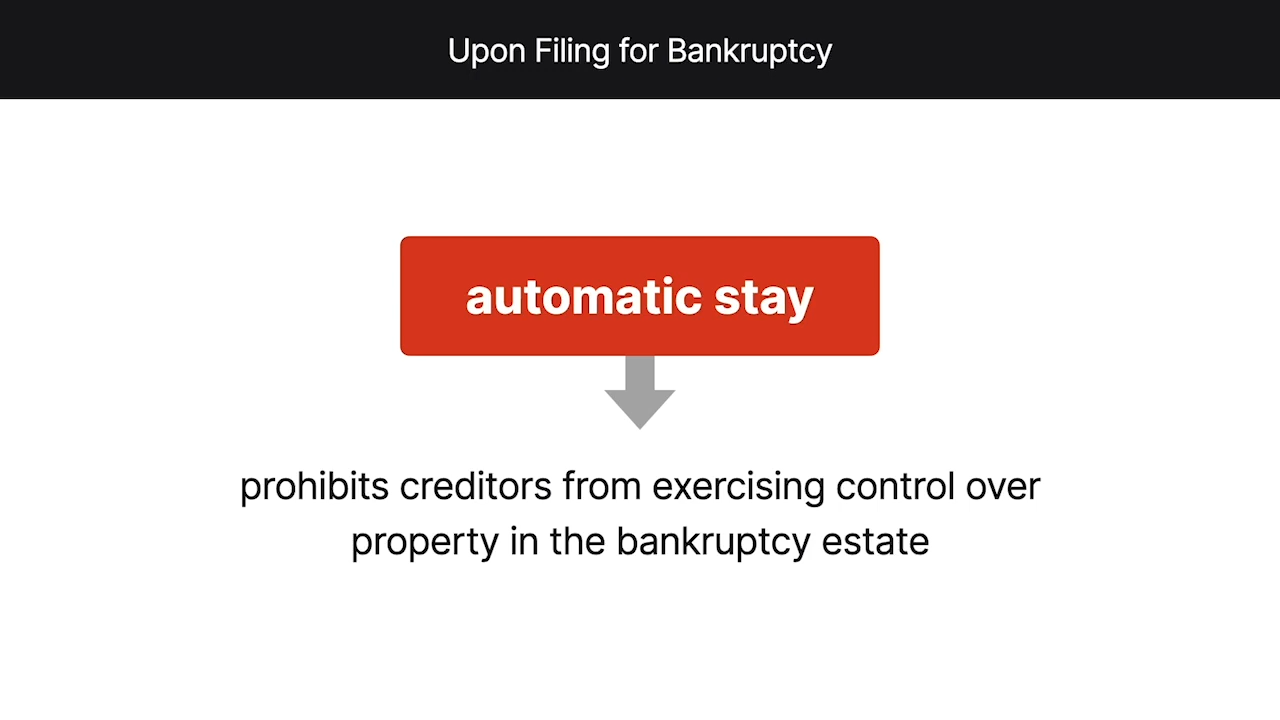 Upon Filing for Bankruptcy
automatic stay
prohibits creditors from exercising control over
property in the bankruptcy estate